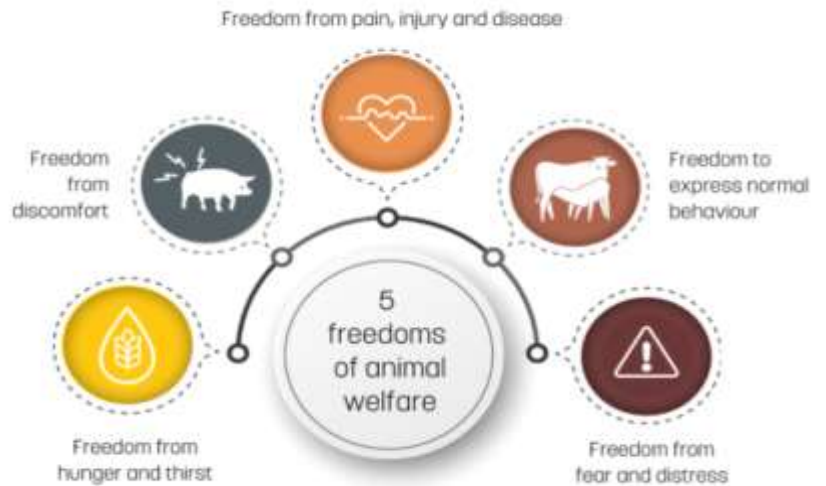 Freedom from pain, injury and disease
Freedom
from
discomfort
Freedom to
express normal
behaviour
5
freedoms
of animal
welfare
Freedom from
hunger and thirst
Freedom from
fear and distress